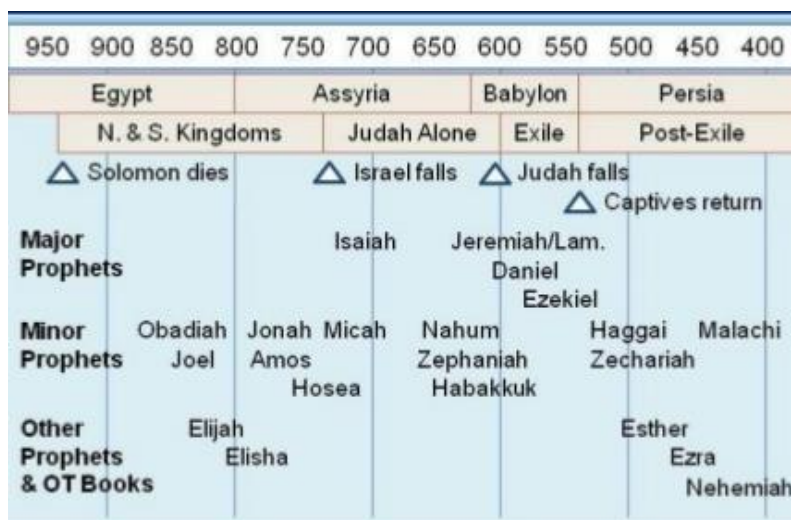 950 900 850 800 750 700 650 600 550 500 450 400
Egypt Assyria Babylon Persia
N. & S. Kingdoms Judah Alone Exile Post-Exile
Solomon dies Israel falls Judah falls
Captives return
Major Isaiah Jeremiah/Lam.
Prophets Daniel
Ezekiel
Minor Obadiah Jonah Micah Nahum Haggai Malachi
Prophets Joel Amos Zephaniah Zechariah
Hosea Habakkuk
Other Elijah Esther
Prophets Elisha Ezra
& OT Books Nehemiah